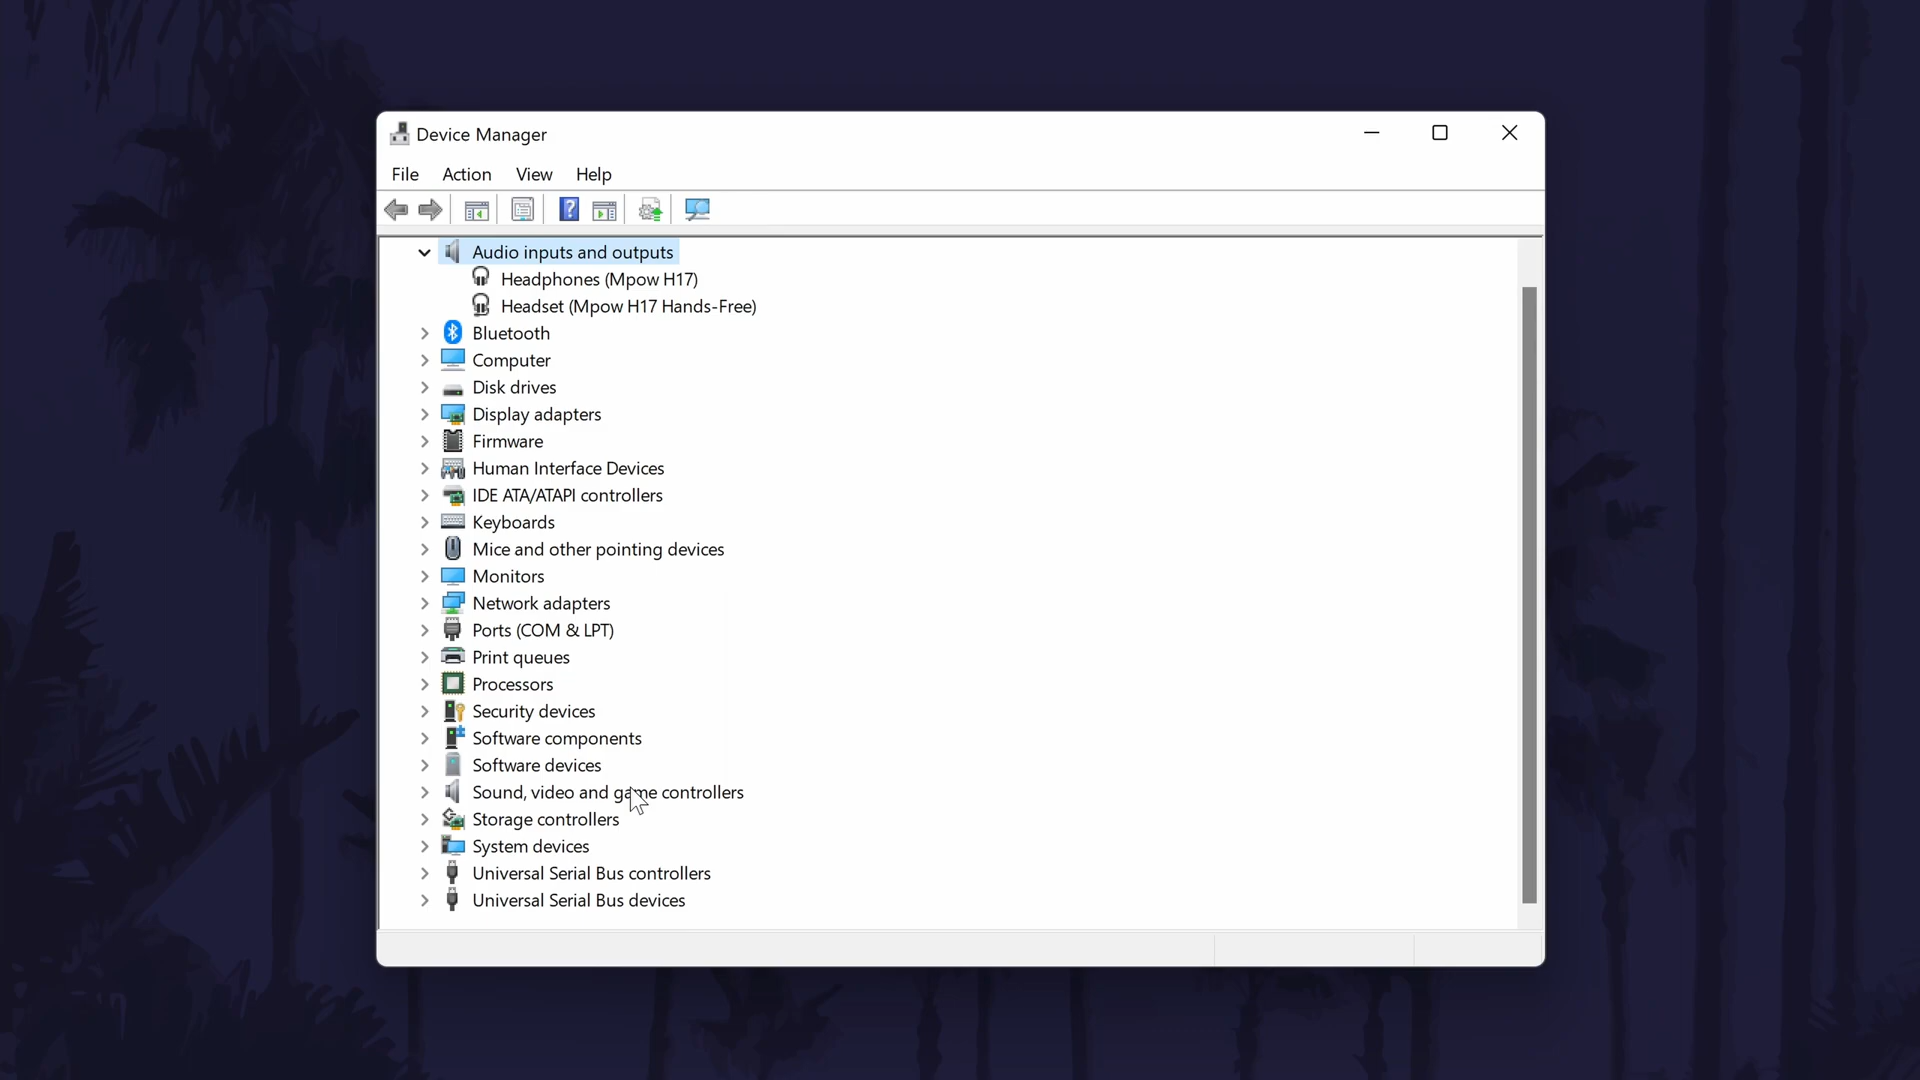 Device Manager
File Action View Help
Audio inputs and outputs
Headphones (Mpow H17)
Headset (Mpow H17 Hands-Free)
Bluetooth
Computer
Disk drives
Display adapters
Firmware
Human Interface Devices
IDE ATA/ATAPI controllers
Keyboards
Mice and other pointing devices
Monitors
Network adapters
Ports (COM & LPT)
Print queues
Processors
Security devices
Software components
Software devices
Sound, video and game controllers
Storage controllers
System devices
Universal Serial Bus controllers
Universal Serial Bus devices